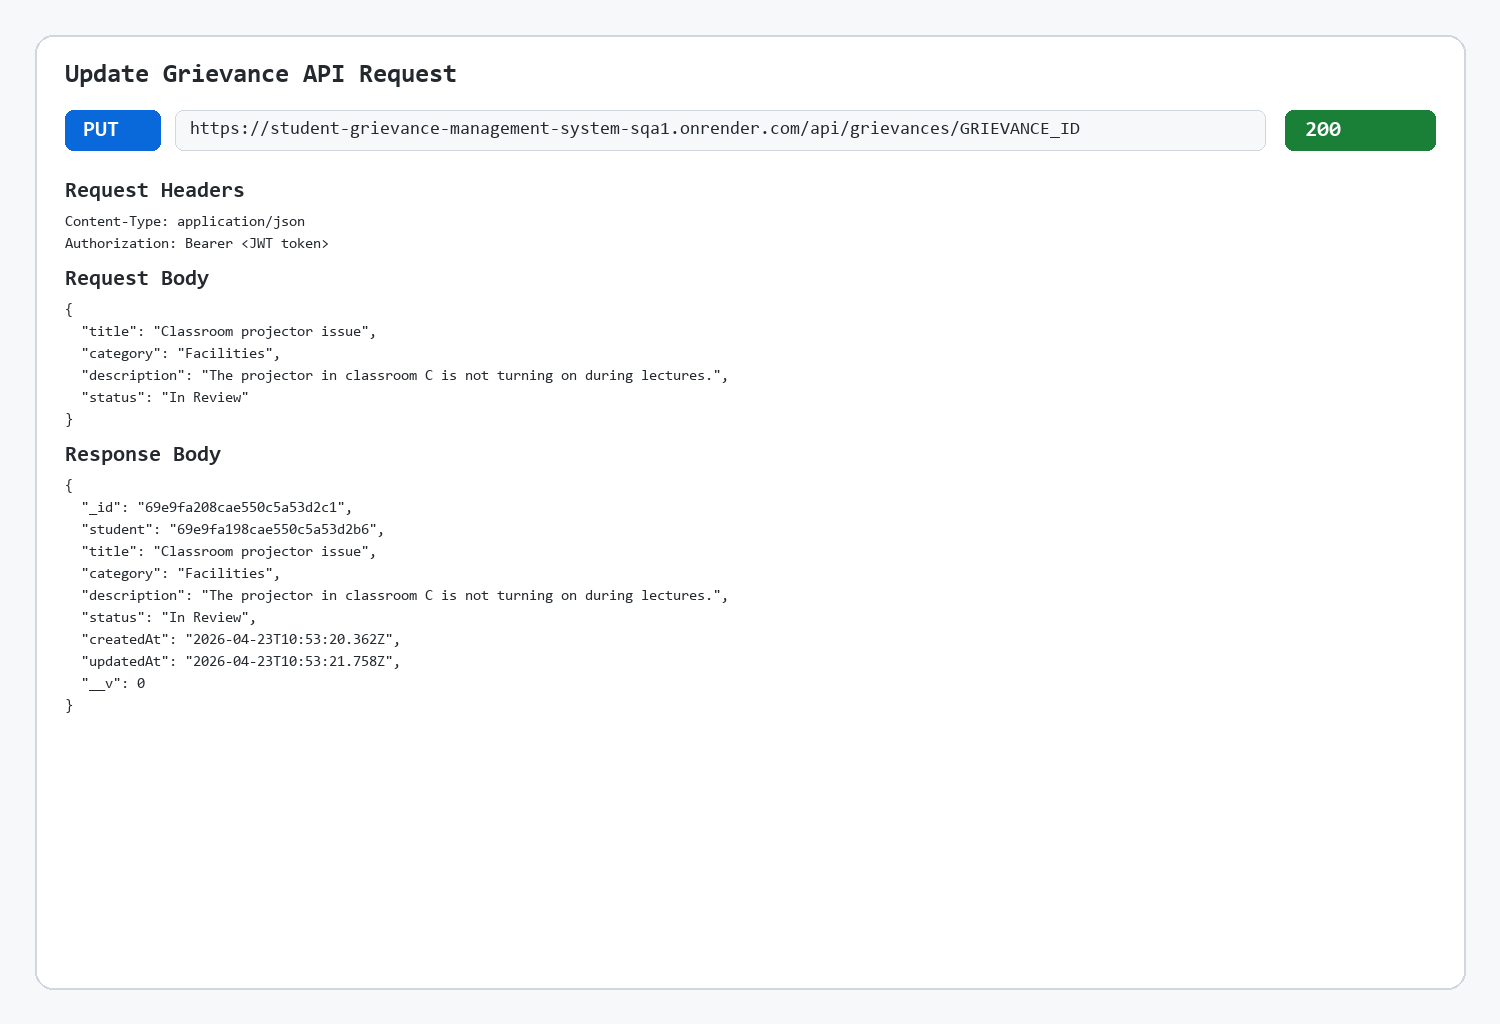 Update Grievance API Request
PUT https://student-grievance-management-system-sqa1.onrender.com/api/grievances/GRIEVANCE_ID 200
Request Headers
Content-Type: application/json
Authorization: Bearer <JWT token>
Request Body
{
  "title": "Classroom projector issue",
  "category": "Facilities",
  "description": "The projector in classroom C is not turning on during lectures.",
  "status": "In Review"
}
Response Body
{
  "_id": "69e9fa208cae550c5a53d2c1",
  "student": "69e9fa198cae550c5a53d2b6",
  "title": "Classroom projector issue",
  "category": "Facilities",
  "description": "The projector in classroom C is not turning on during lectures.",
  "status": "In Review",
  "createdAt": "2026-04-23T10:53:20.362Z",
  "updatedAt": "2026-04-23T10:53:21.758Z",
  "__v": 0
}